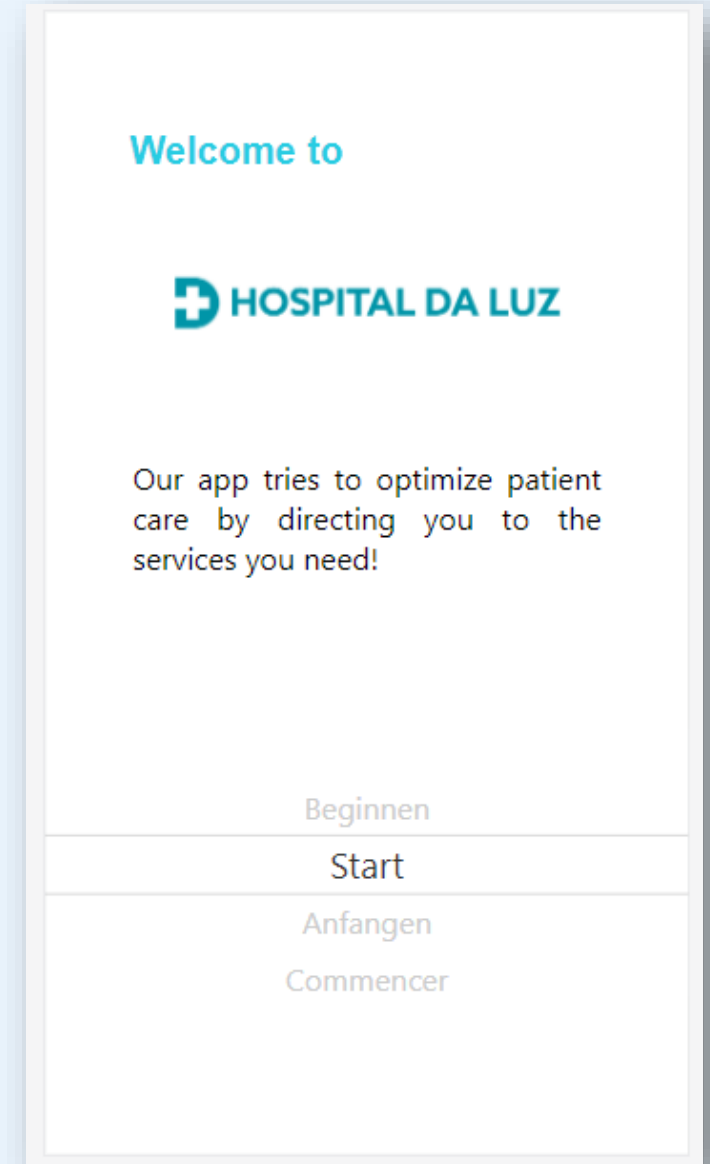 Welcome to
HOSPITAL DA LUZ
Our app tries to optimize patient
care by directing you to the
services you need!
Beginnen
Start
Anfangen
Commencer